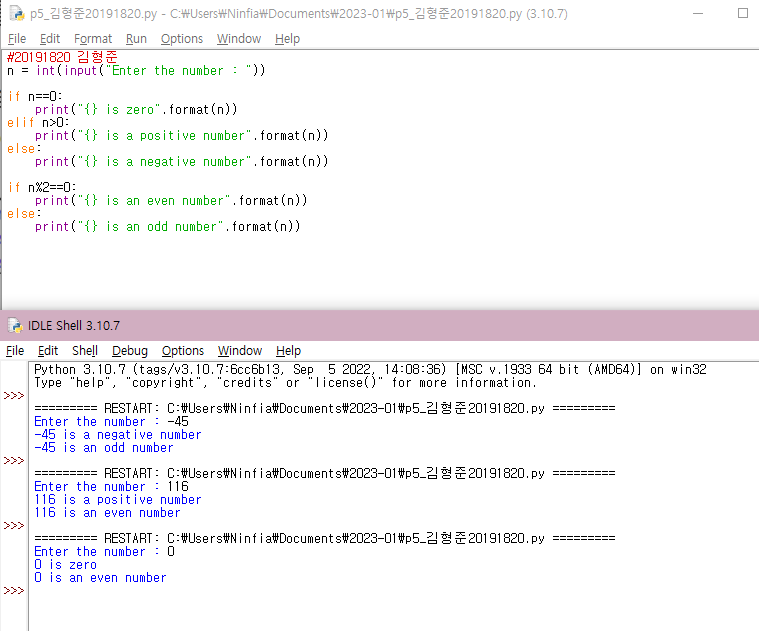 p5_김형준20191820.py - C:₩Users₩Ninfia₩Documents₩2023-01₩p5_김형준20191820.py (3.10.7)
File Edit Format Run Options Window Help
#20191820 김형준
n = int(input("Enter the number : "))
if n==0:
    print("{} is zero".format(n))
elif n>0:
    print("{} is a positive number".format(n))
else:
    print("{} is a negative number".format(n))
if n%2==0:
    print("{} is an even number".format(n))
else:
    print("{} is an odd number".format(n))
IDLE Shell 3.10.7
File Edit Shell Debug Options Window Help
Python 3.10.7 (tags/v3.10.7:6cc6b13, Sep  5 2022, 14:08:36) [MSC v.1933 64 bit (AMD64)] on win32
Type "help", "copyright", "credits" or "license()" for more information.
>>>
========= RESTART: C:₩Users₩Ninfia₩Documents₩2023-01₩p5_김형준20191820.py =========
Enter the number : -45
-45 is a negative number
-45 is an odd number
>>>
========= RESTART: C:₩Users₩Ninfia₩Documents₩2023-01₩p5_김형준20191820.py =========
Enter the number : 116
116 is a positive number
116 is an even number
>>>
========= RESTART: C:₩Users₩Ninfia₩Documents₩2023-01₩p5_김형준20191820.py =========
Enter the number : 0
0 is zero
0 is an even number
>>>